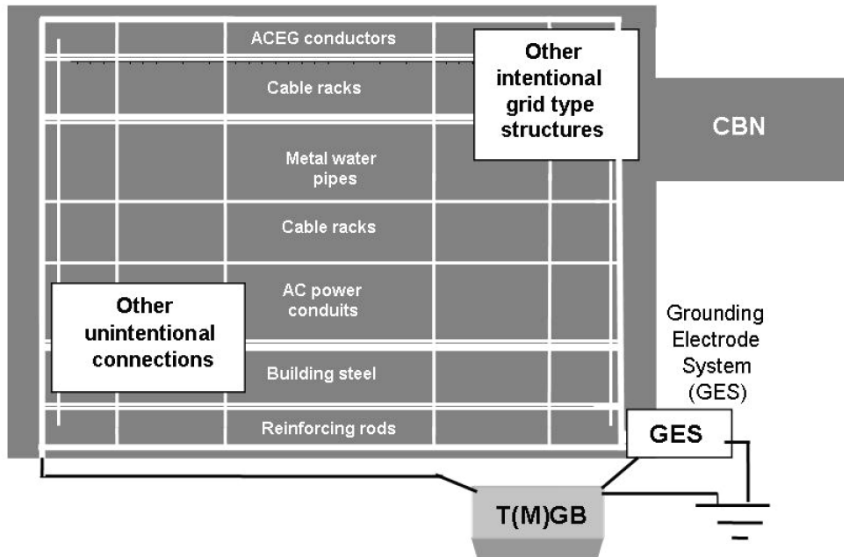 ACEG conductors
Cable racks
Other
intentional
grid type
structures
CBN
Metal water
pipes
Cable racks
AC power
conduits
Other
unintentional
connections
Building steel
Reinforcing rods
Grounding
Electrode
System
(GES)
GES
T(M)GB